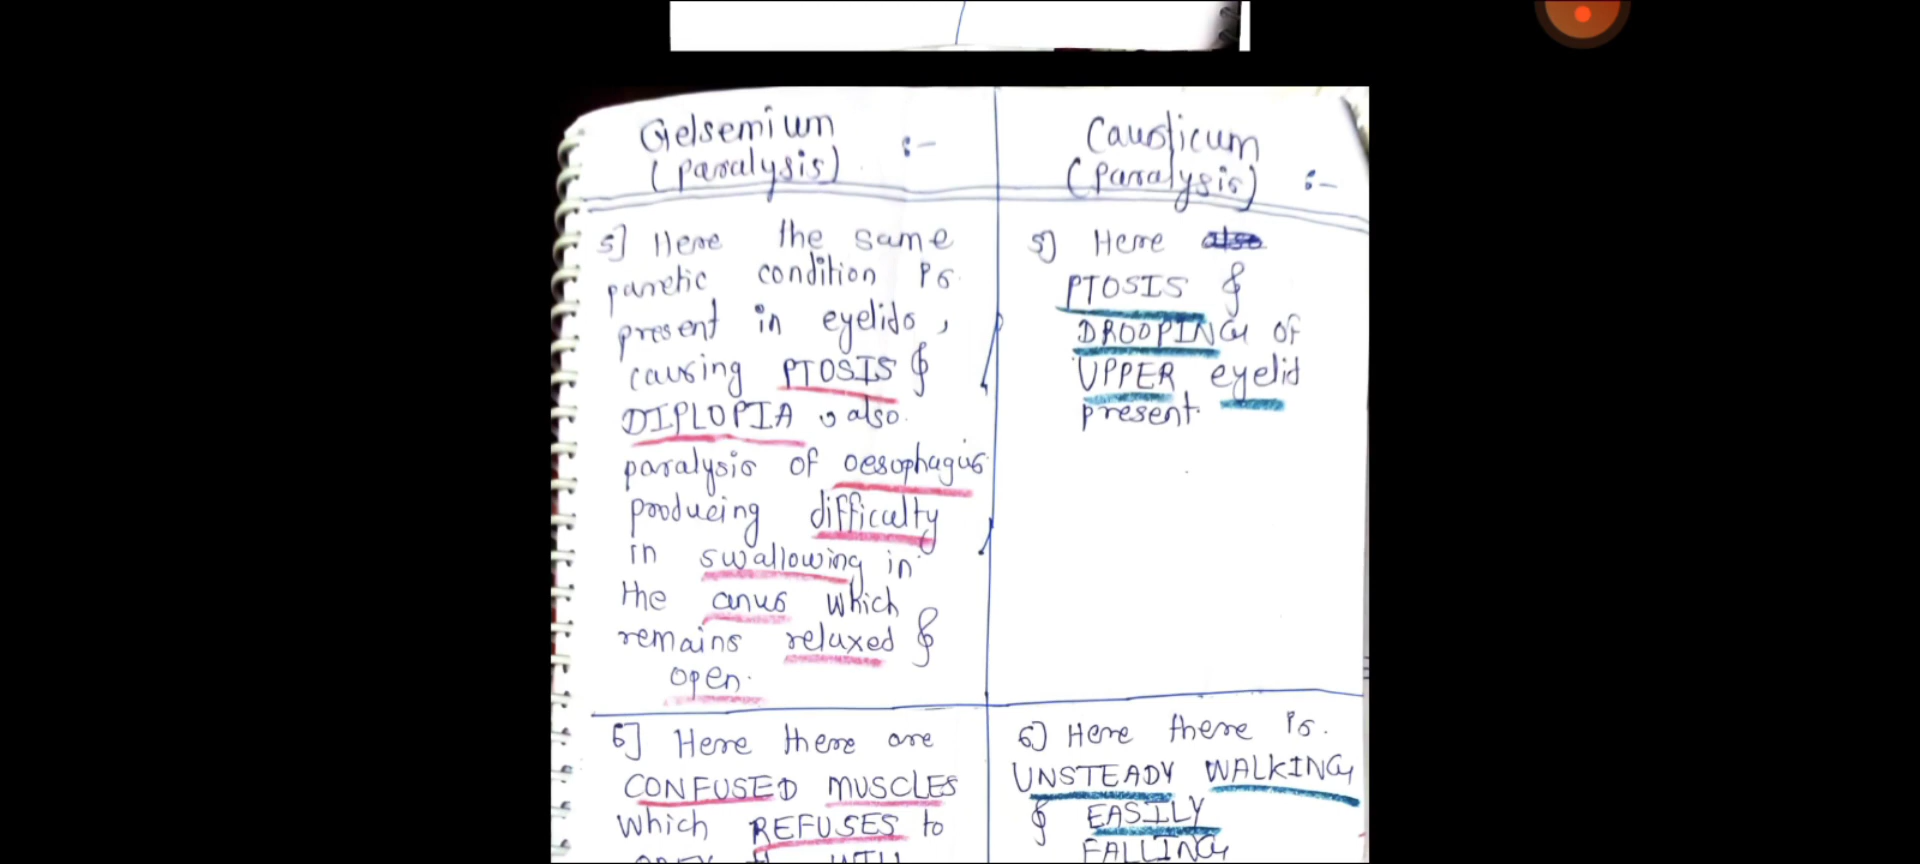 Gelsemium
(Paralysis) :-
5] Here the same
paretic condition is
present in eyelids,
causing PTOSIS &
DIPLOPIA, also
paralysis of oesophagus
producing difficulty
in swallowing in
the anus which
remains relaxed &
open.
6] Here there are
CONFUSED MUSCLES
which REFUSES to
OBEY WILL
Causticum
(Paralysis) :-
5] Here also
PTOSIS &
DROOPING of
UPPER eyelid
present.
6] Here there is
UNSTEADY WALKING
& EASILY
FALLING